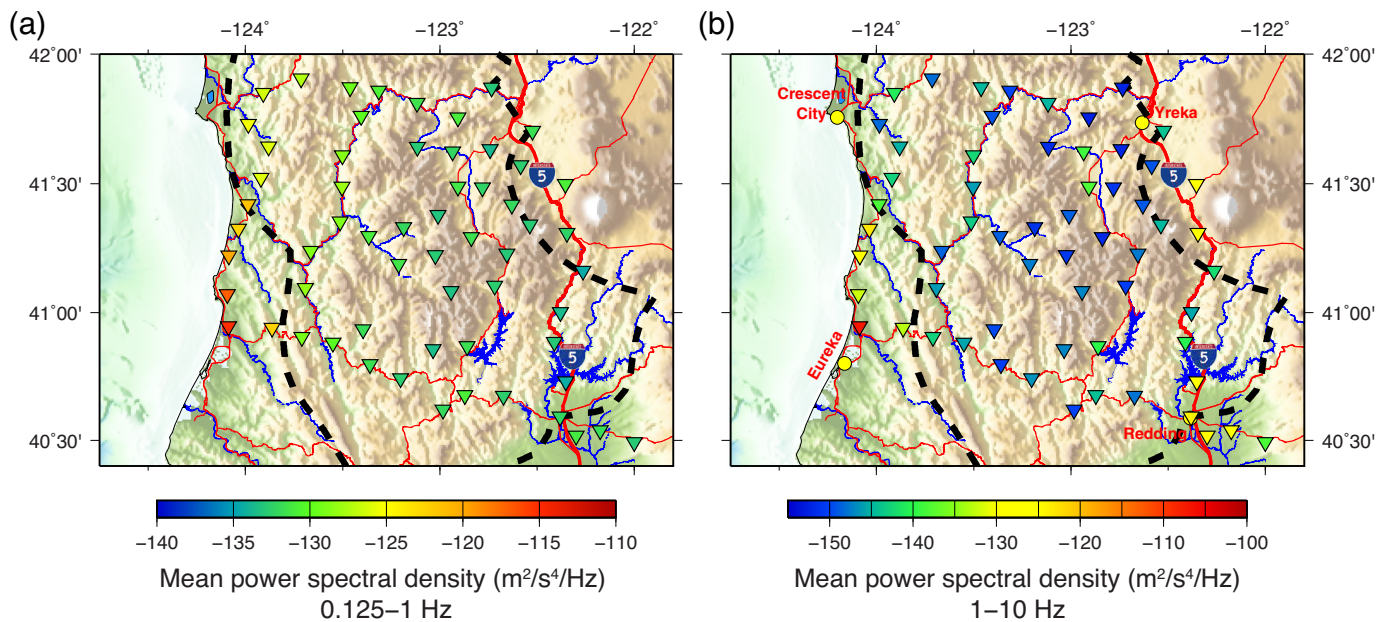 (a)
(b)
−124˚ −123˚ −122˚
−124˚ −123˚ −122˚
42˚00'
41˚30'
41˚00'
40˚30'
42˚00'
41˚30'
41˚00'
40˚30'
5
5
Crescent
City
Yreka
5
5
Eureka
Redding
−140 −135 −130 −125 −120 −115 −110
Mean power spectral density (m²/s⁴/Hz)
0.125−1 Hz
−150 −140 −130 −120 −110 −100
Mean power spectral density (m²/s⁴/Hz)
1−10 Hz